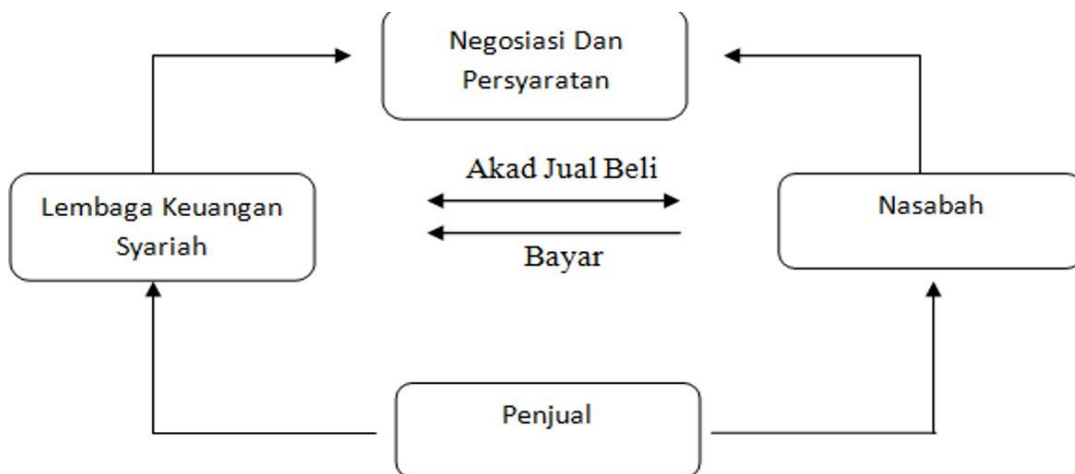 Negosiasi Dan
Persyaratan
Akad Jual Beli
Lembaga Keuangan
Syariah
Nasabah
Bayar
Penjual